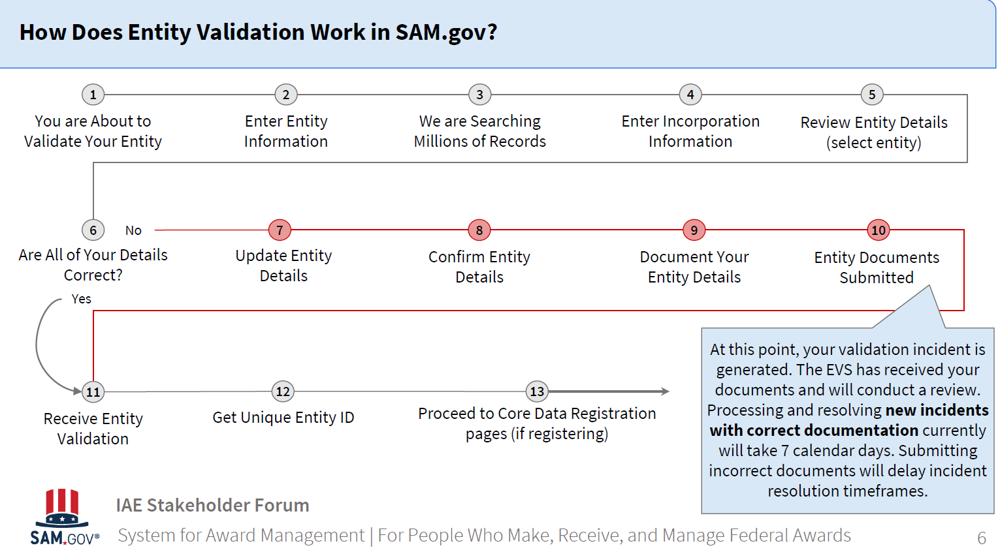 How Does Entity Validation Work in SAM.gov?
1
2
3
4
5
You are About to
Validate Your Entity
Enter Entity
Information
We are Searching
Millions of Records
Enter Incorporation
Information
Review Entity Details
(select entity)
6
No
7
8
9
10
Are All of Your Details
Correct?
Update Entity
Details
Confirm Entity
Details
Document Your
Entity Details
Entity Documents
Submitted
Yes
At this point, your validation incident is
generated. The EVS has received your
documents and will conduct a review.
Processing and resolving new incidents
with correct documentation currently
will take 7 calendar days. Submitting
incorrect documents will delay incident
resolution timeframes.
11
12
13
Receive Entity
Validation
Get Unique Entity ID
Proceed to Core Data Registration
pages (if registering)
SAM.GOV®
IAE Stakeholder Forum
System for Award Management | For People Who Make, Receive, and Manage Federal Awards
6